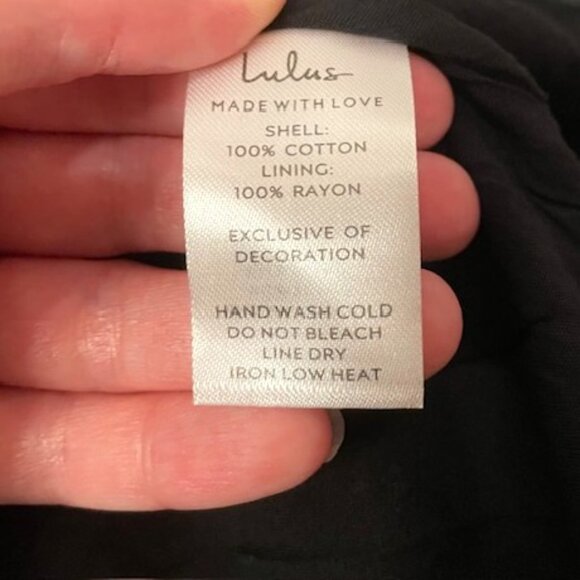 Lulus
MADE WITH LOVE
SHELL:
100% COTTON
LINING:
100% RAYON
EXCLUSIVE OF
DECORATION
HAND WASH COLD
DO NOT BLEACH
LINE DRY
IRON LOW HEAT